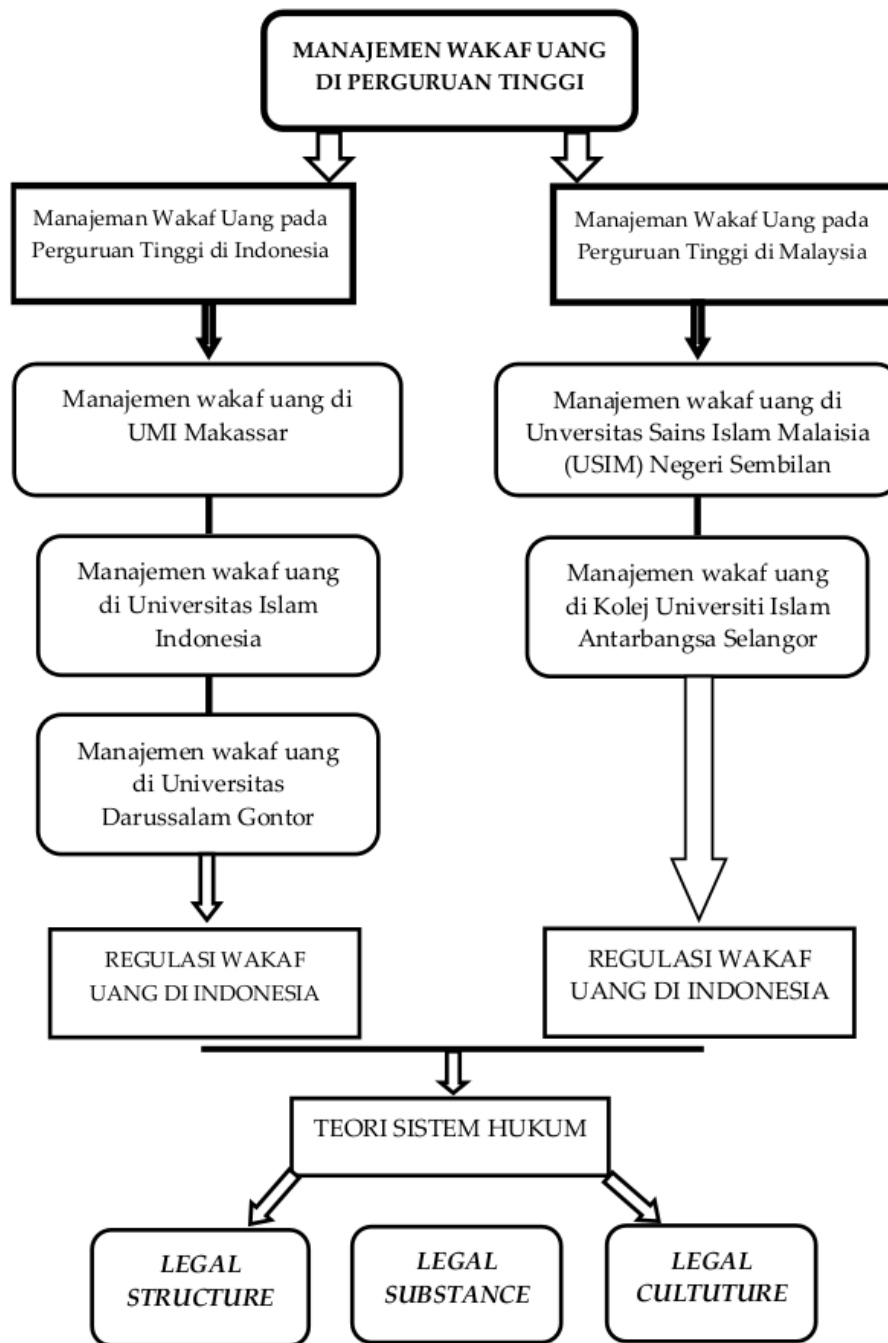 MANAJEMEN WAKAF UANG
DI PERGURUAN TINGGI
Manajeman Wakaf Uang pada
Perguruan Tinggi di Indonesia
Manajeman Wakaf Uang pada
Perguruan Tinggi di Malaysia
Manajemen wakaf uang di
UMI Makassar
Manajemen wakaf uang di
Unversitas Sains Islam Malaisia
(USIM) Negeri Sembilan
Manajemen wakaf uang
di Universitas Islam
Indonesia
Manajemen wakaf uang
di Kolej Universiti Islam
Antarbangsa Selangor
Manajemen wakaf uang
di Universitas
Darussalam Gontor
REGULASI WAKAF
UANG DI INDONESIA
REGULASI WAKAF
UANG DI INDONESIA
TEORI SISTEM HUKUM
LEGAL
STRUCTURE
LEGAL
SUBSTANCE
LEGAL
CULTUTURE